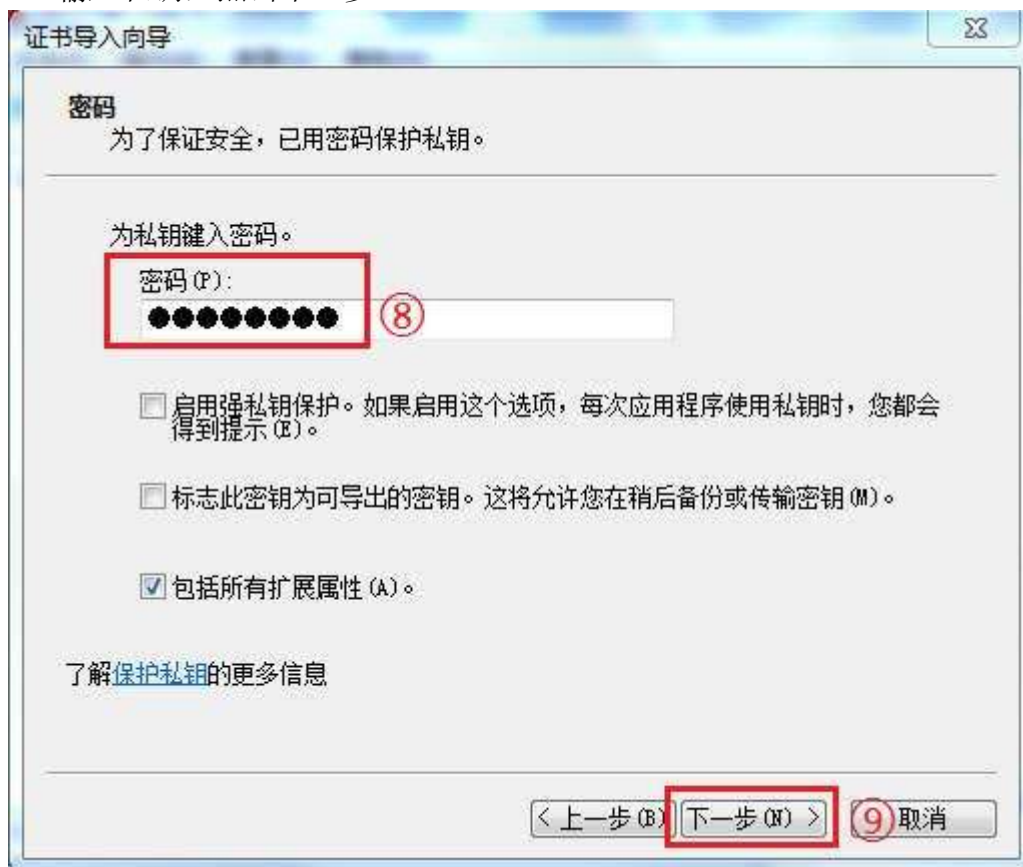 证书导入向导
密码
为了保证安全，已用密码保护私钥。
为私钥键入密码。
密码(P):
●●●●●●●●
⑧
启用强私钥保护。如果启用这个选项，每次应用程序使用私钥时，您都会
得到提示(E)。
标志此密钥为可导出的密钥。这将允许您在稍后备份或传输密钥(M)。
包括所有扩展属性(A)。
了解保护私钥的更多信息
< 上一步(B) 下一步(N) > ⑨ 取消